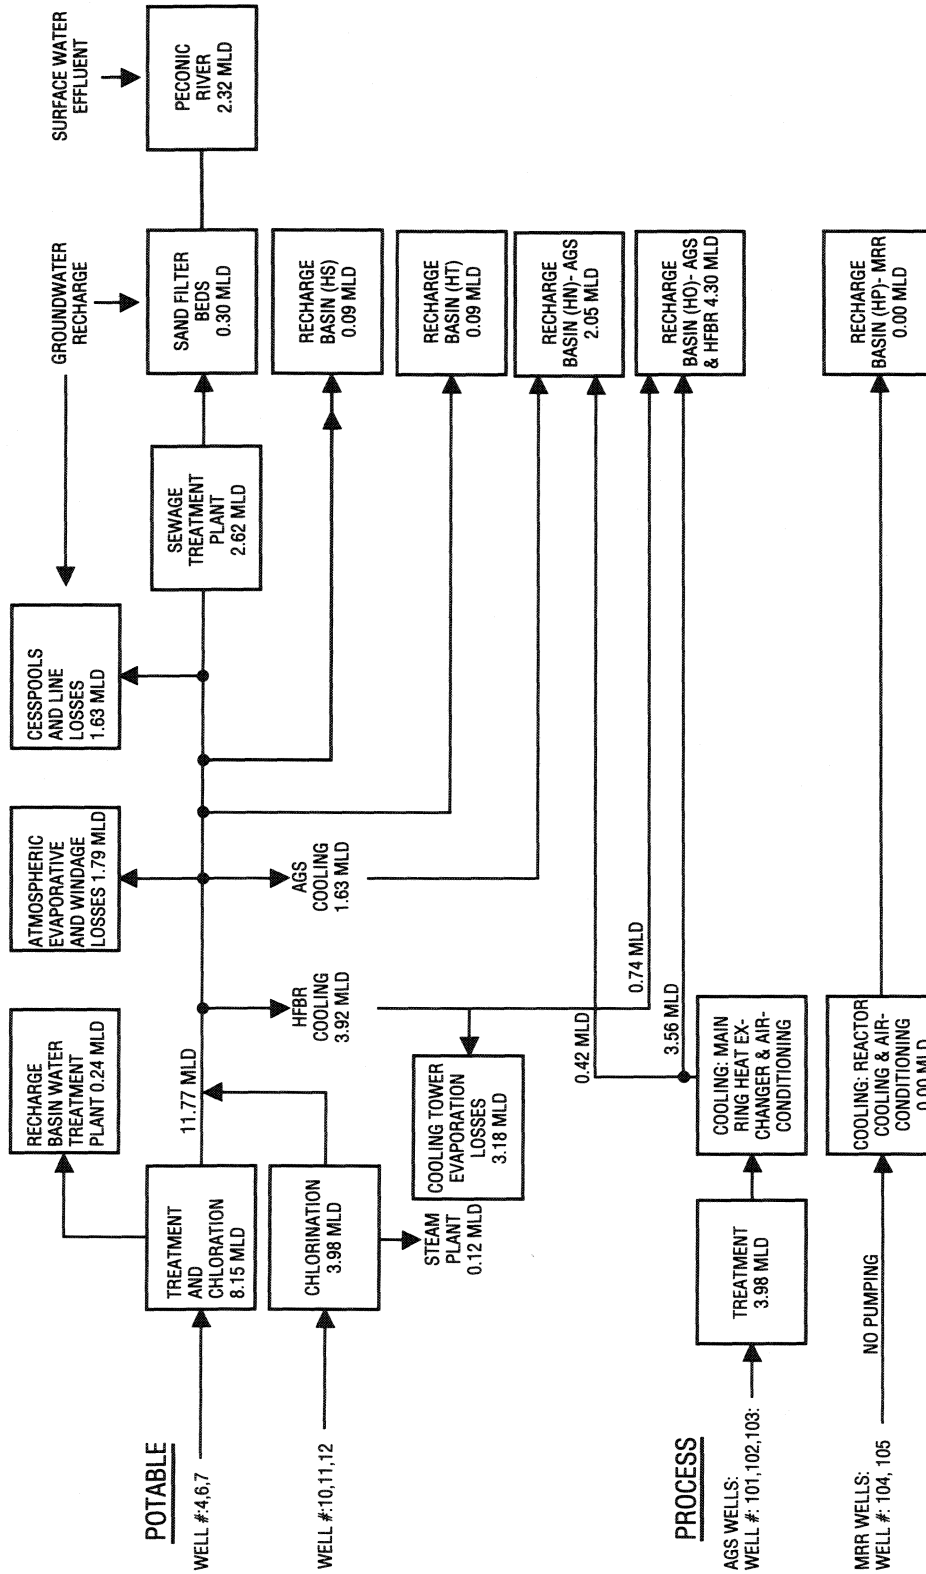 POTABLE
WELL #:4,6,7
WELL #:10,11,12
PROCESS
AGS WELLS:
WELL #: 101,102,103:
MRR WELLS:
WELL #: 104, 105
TREATMENT
AND
CHLORATION
8.15 MLD
CHLORINATION
3.98 MLD
STEAM
PLANT
0.12 MLD
TREATMENT
3.98 MLD
NO PUMPING
RECHARGE
BASIN WATER
TREATMENT
PLANT 0.24 MLD
11.77 MLD
COOLING TOWER
EVAPORATION
LOSSES
3.18 MLD
COOLING: MAIN
RING HEAT EX-
CHANGER & AIR-
CONDITIONING
COOLING: REACTOR
COOLING & AIR-
CONDITIONING
0.00 MLD
HFBR
COOLING
3.92 MLD
0.42 MLD
0.74 MLD
3.56 MLD
ATMOSPHERIC
EVAPORATIVE
AND WINDAGE
LOSSES 1.79 MLD
AGS
COOLING
1.63 MLD
CESSPOOLS
AND LINE
LOSSES
1.63 MLD
SEWAGE
TREATMENT
PLANT
2.62 MLD
GROUNDWATER
RECHARGE
SAND FILTER
BEDS
0.30 MLD
RECHARGE
BASIN (HS)
0.09 MLD
RECHARGE
BASIN (HT)
0.09 MLD
RECHARGE
BASIN (HN)- AGS
2.05 MLD
RECHARGE
BASIN (HO)- AGS
& HFBR 4.30 MLD
RECHARGE
BASIN (HP)- MRR
0.00 MLD
SURFACE WATER
EFFLUENT
PECONIC
RIVER
2.32 MLD